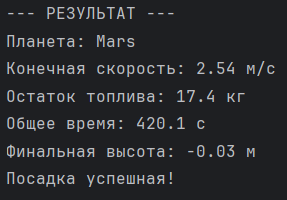 --- РЕЗУЛЬТАТ ---
Планета: Mars
Конечная скорость: 2.54 м/с
Остаток топлива: 17.4 кг
Общее время: 420.1 с
Финальная высота: -0.03 м
Посадка успешная!